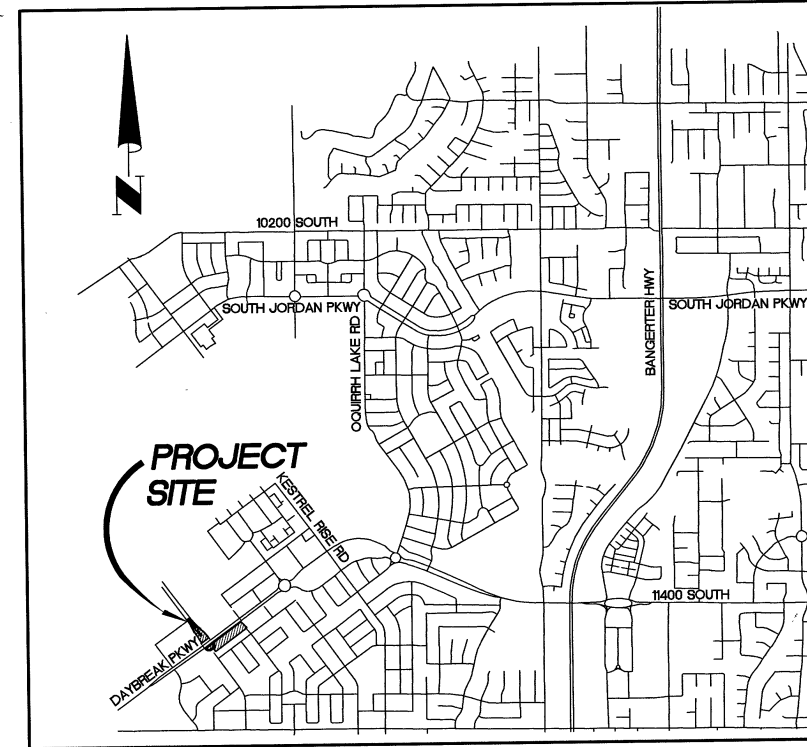 N
10200 SOUTH
SOUTH JORDAN PKWY
SOUTH JORDAN PKWY
BANGERTER HWY
OQUIRRH LAKE RD
PROJECT
SITE
KESTREL RISE RD
11400 SOUTH
DAYBREAK PKWY